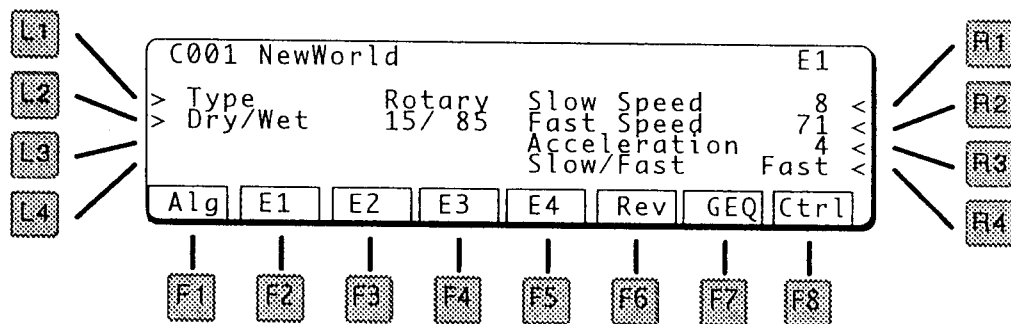 L1
L2
L3
L4
C001 NewWorld E1
> Type Rotary Slow Speed 8 <
> Dry/Wet 15/ 85 Fast Speed 71 <
Acceleration 4 <
Slow/Fast Fast <
Alg E1 E2 E3 E4 Rev GEQ Ctrl
R1
R2
R3
R4
F1 F2 F3 F4 F5 F6 F7 F8